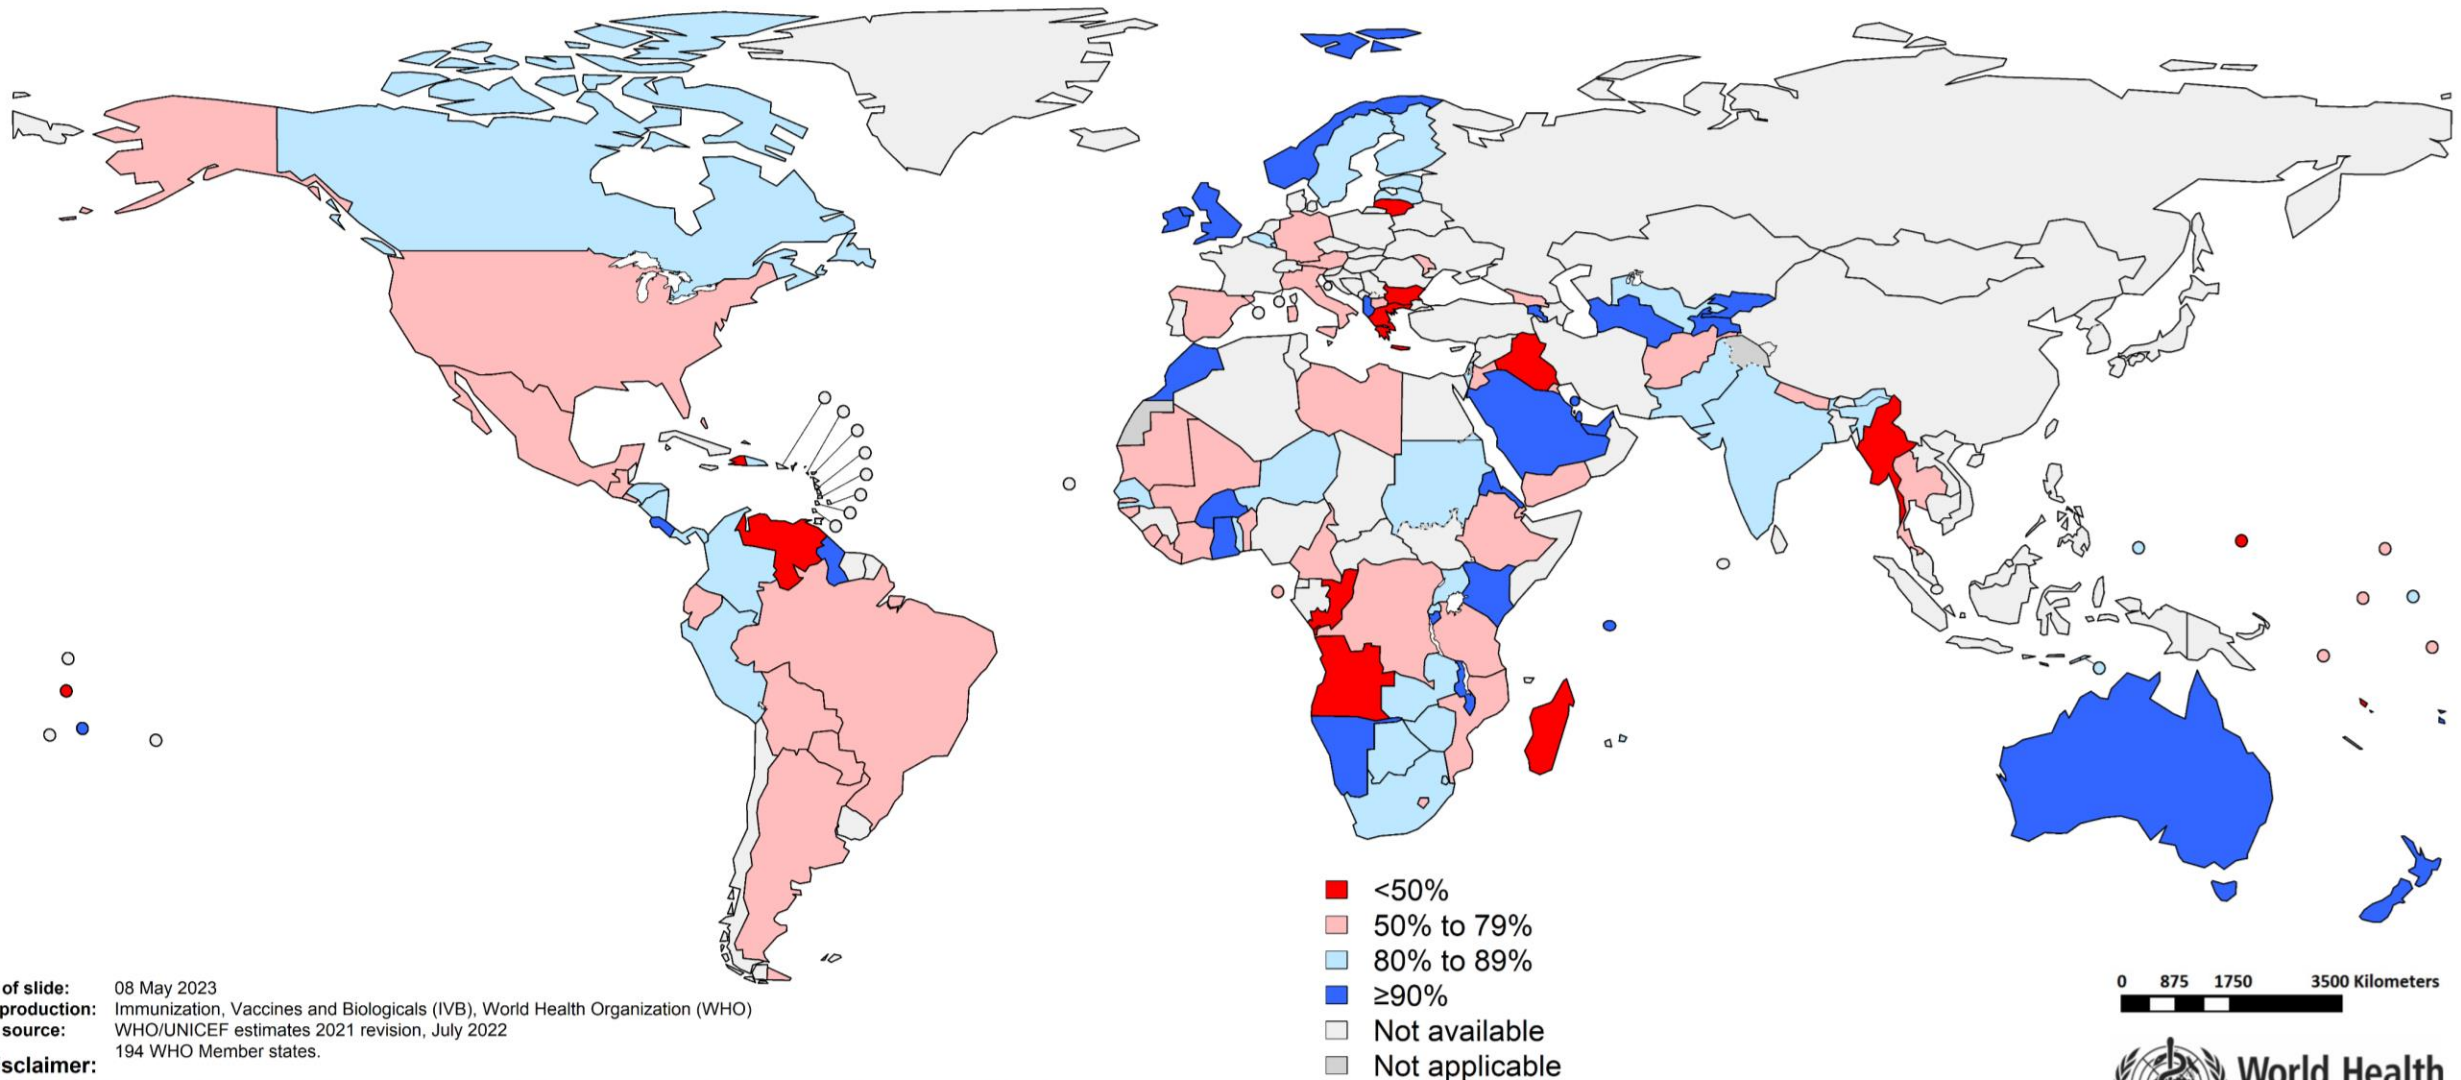 <50%
50% to 79%
80% to 89%
≥90%
Not available
Not applicable
of slide: 08 May 2023
production: Immunization, Vaccines and Biologicals (IVB), World Health Organization (WHO)
source: WHO/UNICEF estimates 2021 revision, July 2022
194 WHO Member states.
sclaimer:
0 875 1750 3500 Kilometers
World Health